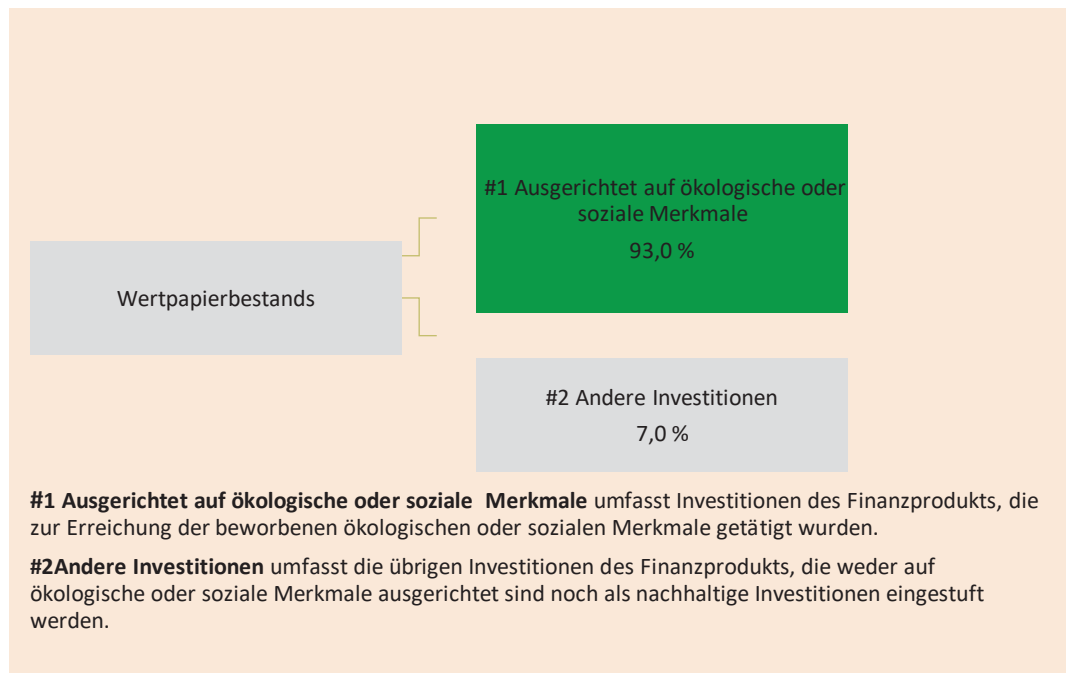 #1 Ausgerichtet auf ökologische oder
soziale Merkmale
93,0 %
Wertpapierbestands
#2 Andere Investitionen
7,0 %
#1 Ausgerichtet auf ökologische oder soziale Merkmale umfasst Investitionen des Finanzprodukts, die
zur Erreichung der beworbenen ökologischen oder sozialen Merkmale getätigt wurden.
#2Andere Investitionen umfasst die übrigen Investitionen des Finanzprodukts, die weder auf
ökologische oder soziale Merkmale ausgerichtet sind noch als nachhaltige Investitionen eingestuft
werden.